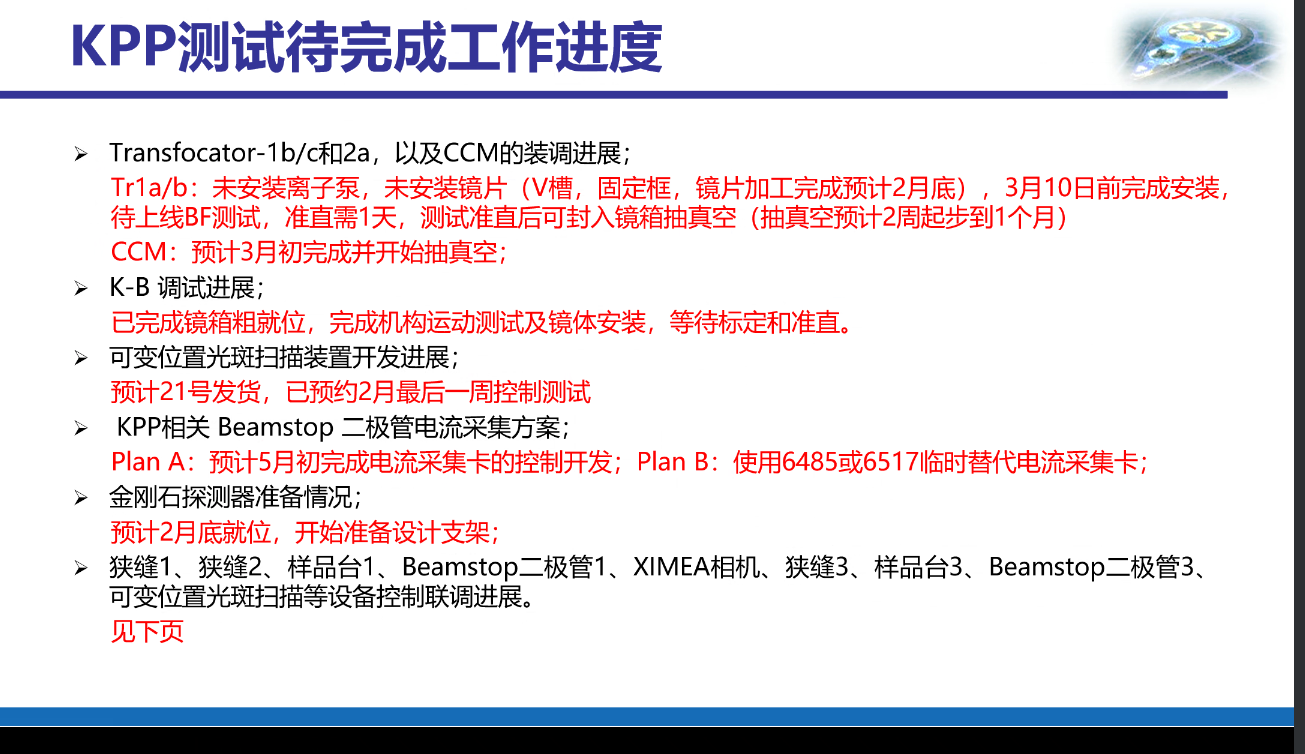 KPP测试待完成工作进度
➢ Transfocator-1b/c和2a，以及CCM的装调进展；
Tr1a/b：未安装离子泵，未安装镜片（V槽，固定框，镜片加工完成预计2月底），3月10日前完成安装，
待上线BF测试，准直需1天，测试准直后可封入镜箱抽真空（抽真空预计2周起步到1个月）
CCM：预计3月初完成并开始抽真空；
➢ K-B 调试进展；
已完成镜箱粗就位，完成机构运动测试及镜体安装，等待标定和准直。
➢ 可变位置光斑扫描装置开发进展；
预计21号发货，已预约2月最后一周控制测试
➢ KPP相关 Beamstop 二极管电流采集方案；
Plan A：预计5月初完成电流采集卡的控制开发；Plan B：使用6485或6517临时替代电流采集卡；
➢ 金刚石探测器准备情况；
预计2月底就位，开始准备设计支架；
➢ 狭缝1、狭缝2、样品台1、Beamstop二极管1、XIMEA相机、狭缝3、样品台3、Beamstop二极管3、
可变位置光斑扫描等设备控制联调进展。
见下页